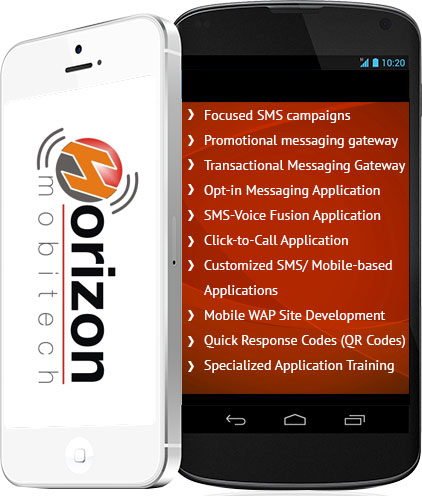 Horizon
mobitech
10:20
› Focused SMS campaigns
› Promotional messaging gateway
› Transactional Messaging Gateway
› Opt-in Messaging Application
› SMS-Voice Fusion Application
› Click-to-Call Application
› Customized SMS/ Mobile-based
Applications
› Mobile WAP Site Development
› Quick Response Codes (QR Codes)
› Specialized Application Training